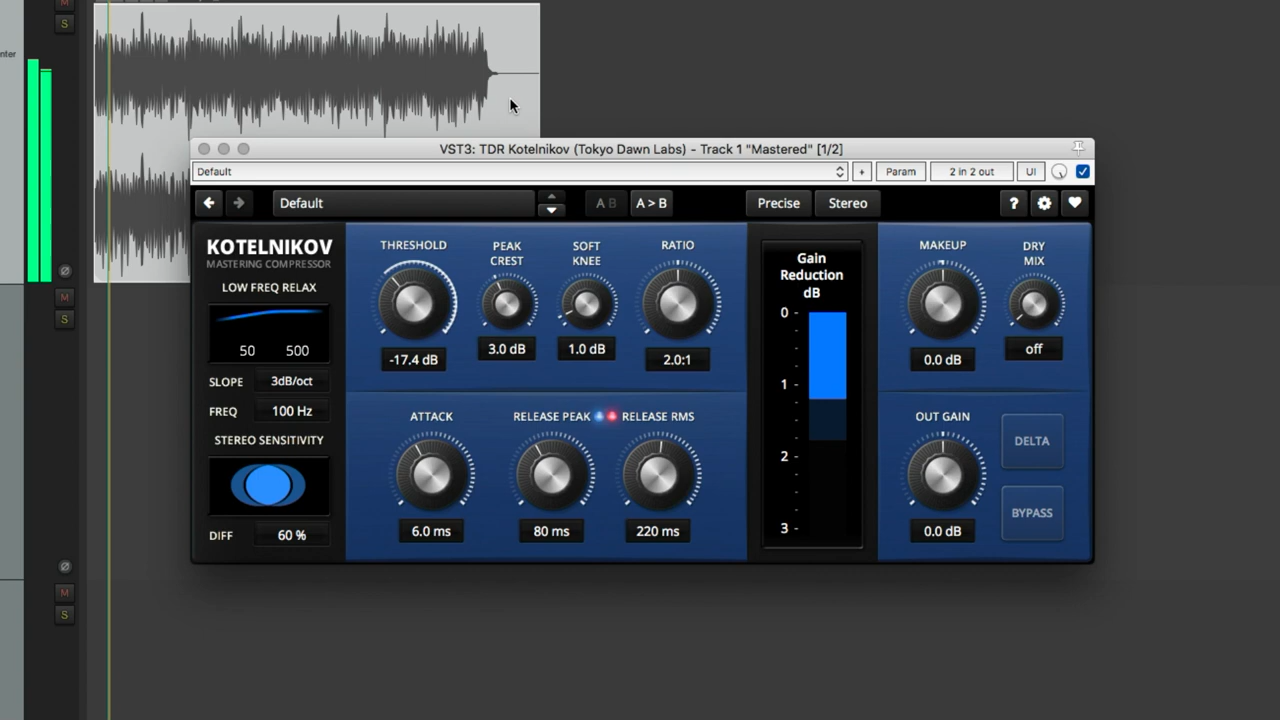 M
S
nter
VST3: TDR Kotelnikov (Tokyo Dawn Labs) - Track 1 "Mastered" [1/2]
Default
+
Param
2 in 2 out
UI
Default
A B
A > B
Precise
Stereo
?
KOTELNIKOV
MASTERING COMPRESSOR
LOW FREQ RELAX
50 500
SLOPE 3dB/oct
FREQ 100 Hz
STEREO SENSITIVITY
DIFF 60 %
THRESHOLD
-17.4 dB
PEAK
CREST
3.0 dB
SOFT
KNEE
1.0 dB
RATIO
2.0:1
ATTACK
6.0 ms
RELEASE PEAK
80 ms
RELEASE RMS
220 ms
Gain
Reduction
dB
0 -
1 -
2 -
3 -
MAKEUP
0.0 dB
DRY
MIX
off
OUT GAIN
0.0 dB
DELTA
BYPASS
Ø
M
S
Ø
M
S